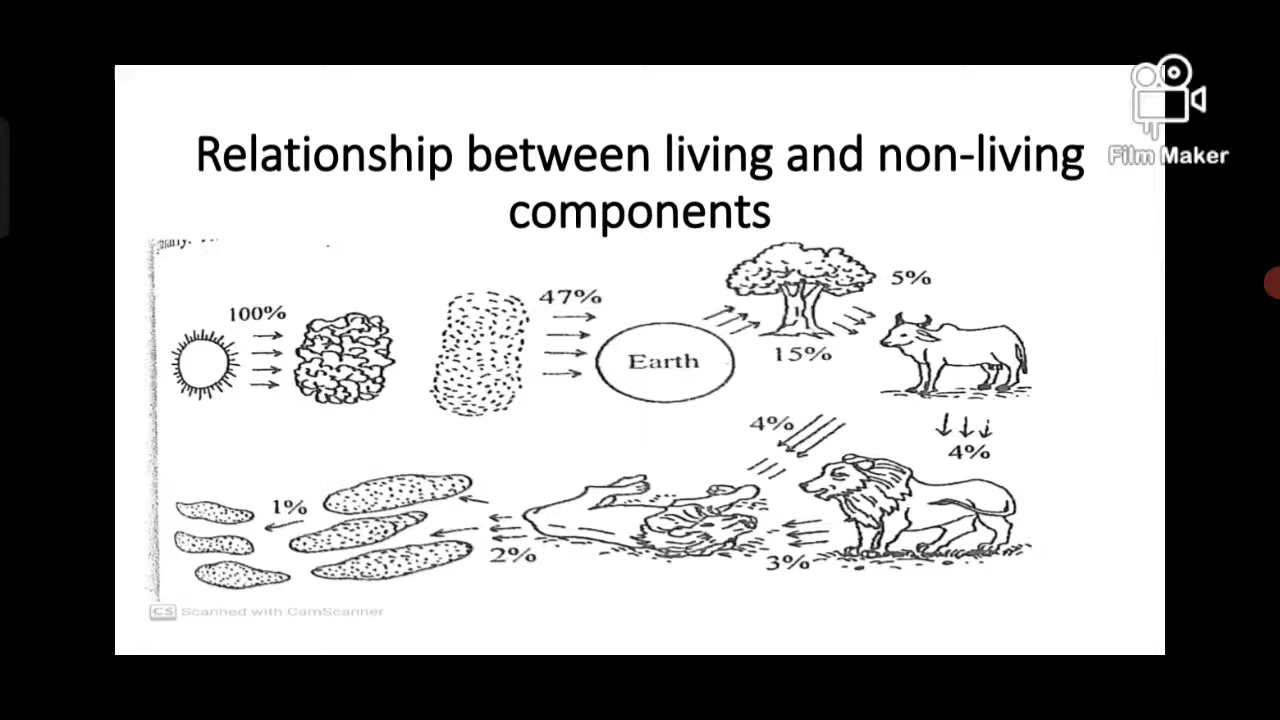 Relationship between living and non-living
components
Film Maker
100%
47%
Earth
15%
5%
4%
4%
3%
2%
1%
CS Scanned with CamScanner